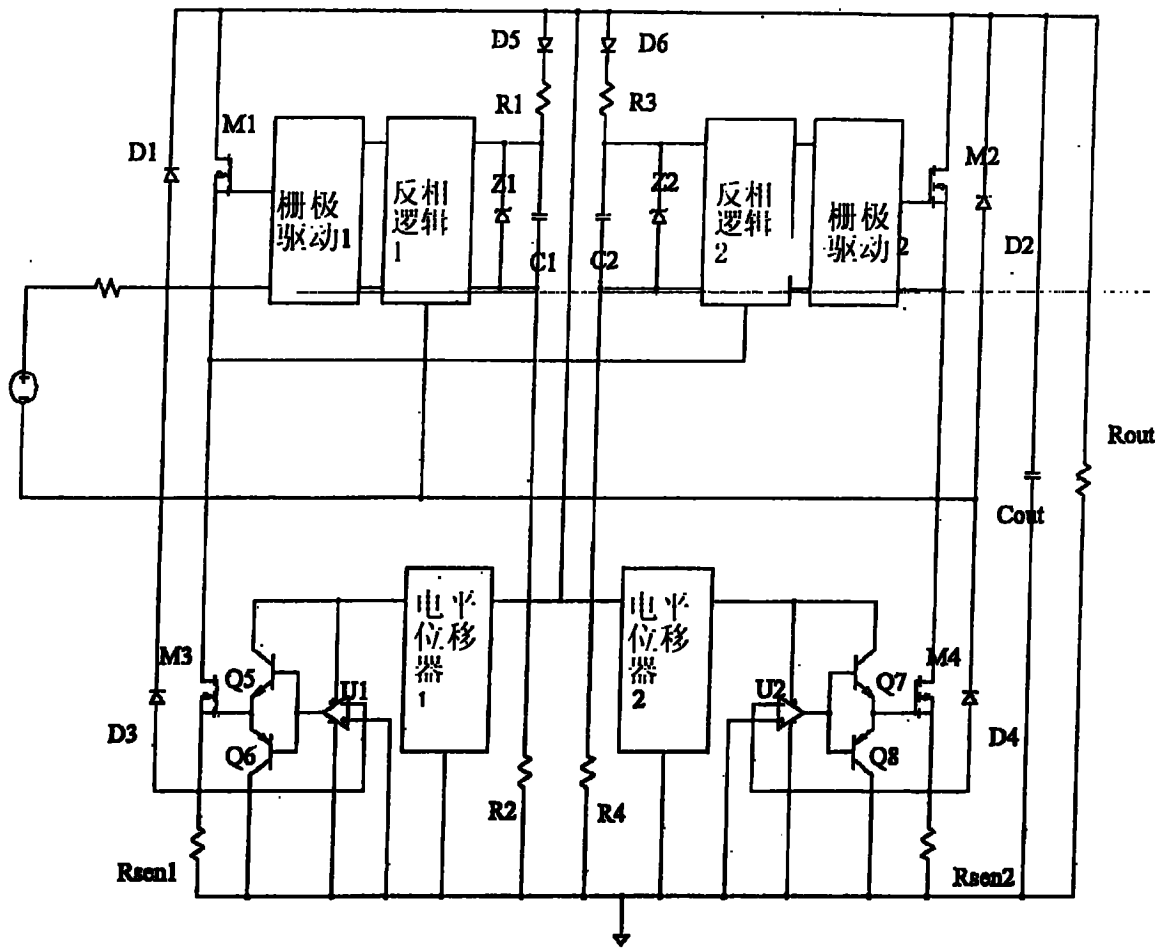 D5
D6
R1
R3
M1
D1
M2
栅极
驱动1
反相
逻辑
1
Z1
Z2
反相
逻辑
2
栅极
驱动2
C1
C2
D2
Rout
Cout
电平
位移
器
1
电平
位移
器
2
M3
Q5
U1
U2
Q7
M4
D3
Q6
Q8
D4
R2
R4
Rsen1
Rsen2